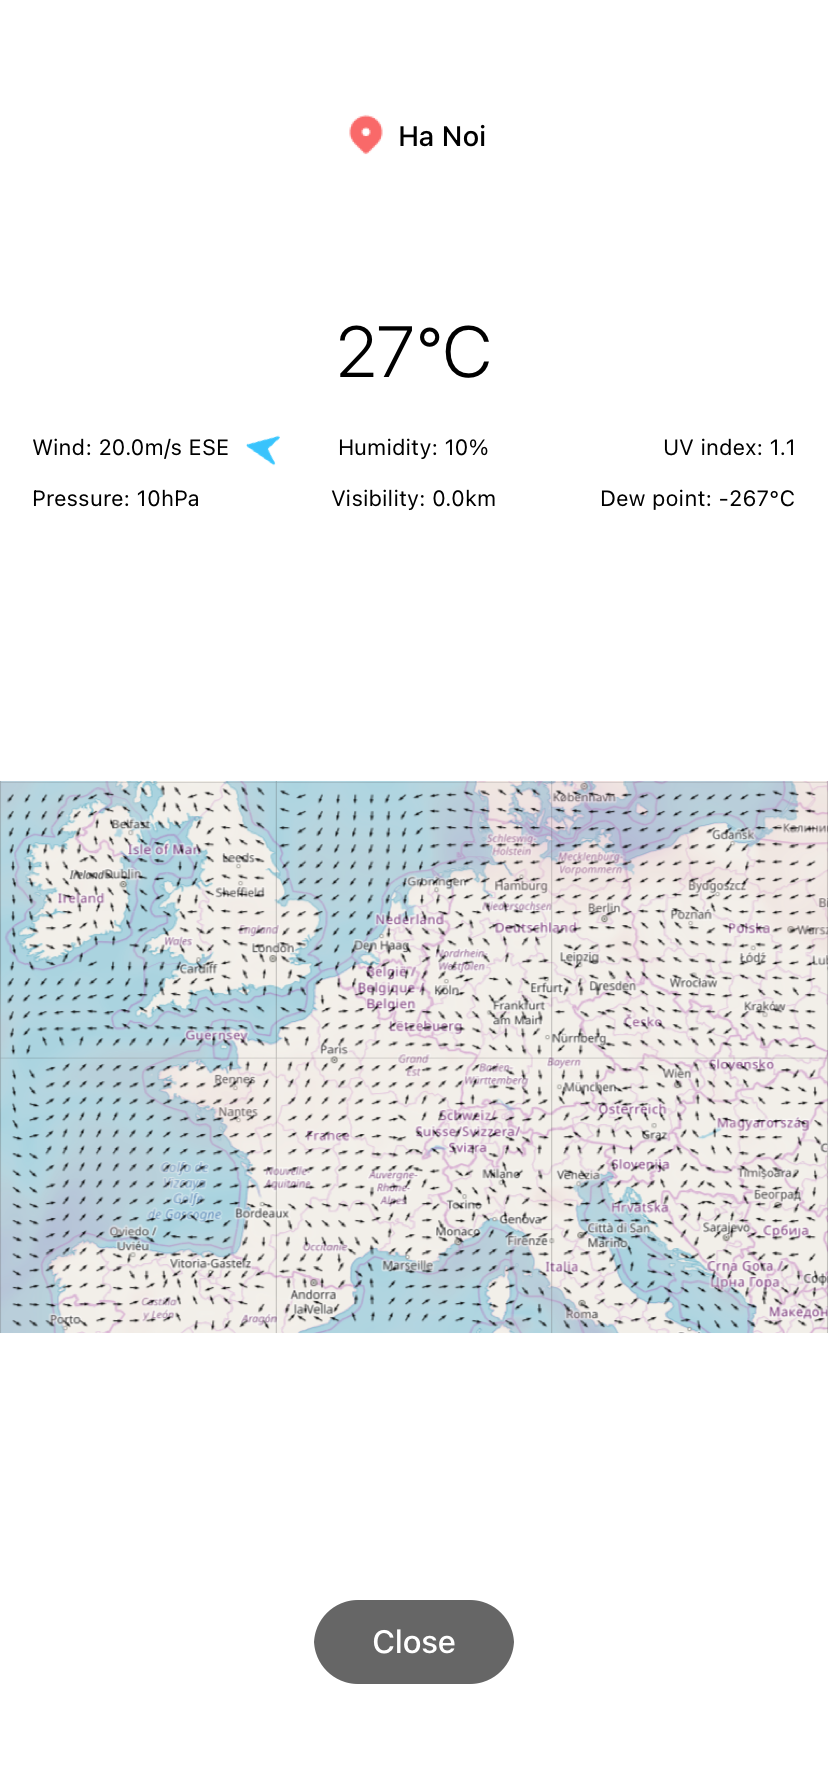 Ha Noi
27°C
Wind: 20.0m/s ESE
Humidity: 10%
UV index: 1.1
Pressure: 10hPa
Visibility: 0.0km
Dew point: -267°C
København
Belfast
Isle of Man
Schleswig-
Holstein
Gdańsk
Leeds
Mecklenburg-
Vorpommern
Ireland
Dublin
Ireland
Sheffield
Groningen
Hamburg
Bydgoszcz
Niedersachsen
Berlin
Poznań
England
Nederland
Deutschland
Polska
Wales
London
Den Haag
Nordrhein-
Westfalen
Leipzig
Łódź
Cardiff
België /
Belgique /
Belgien
Köln
Erfurt
Dresden
Wrocław
Frankfurt
am Main
Kraków
Guernsey
Lëtzebuerg
Česko
Nürnberg
Paris
Grand
Est
Baden-
Württemberg
Bayern
Wien
Slovensko
Rennes
München
Nantes
Schweiz/
Suisse/Svizzera/
Svizra
Österreich
Magyarország
France
Graz
Golfo de
Vizcaya /
Golfe
de Gascogne
Nouvelle-
Aquitaine
Auvergne-
Rhône-
Alpes
Milano
Venezia
Slovenija
Timișoara
Torino
Hrvatska
Београд
Bordeaux
Genova
Oviedo /
Uviéu
Monaco
Firenze
Città di San
Marino
Sarajevo
Србија
Vitoria-Gasteiz
Occitanie
Marseille
Italia
Crna Gora /
Црна Гора
Andorra
la Vella
Castilla
y León
Porto
Aragón
Roma
Close